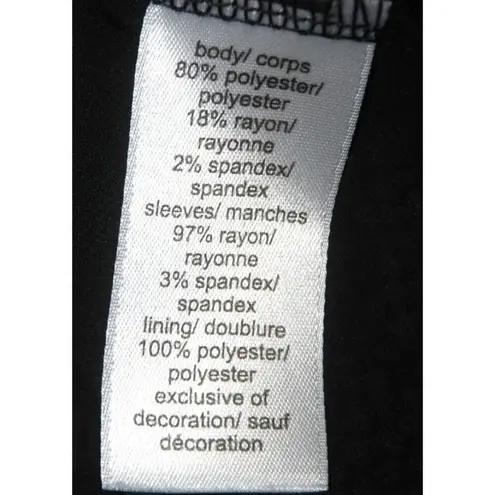 body/ corps
80% polyester/
polyester
18% rayon/
rayonne
2% spandex/
spandex
sleeves/ manches
97% rayon/
rayonne
3% spandex/
spandex
lining/ doublure
100% polyester/
polyester
exclusive of
decoration/ sauf
décoration